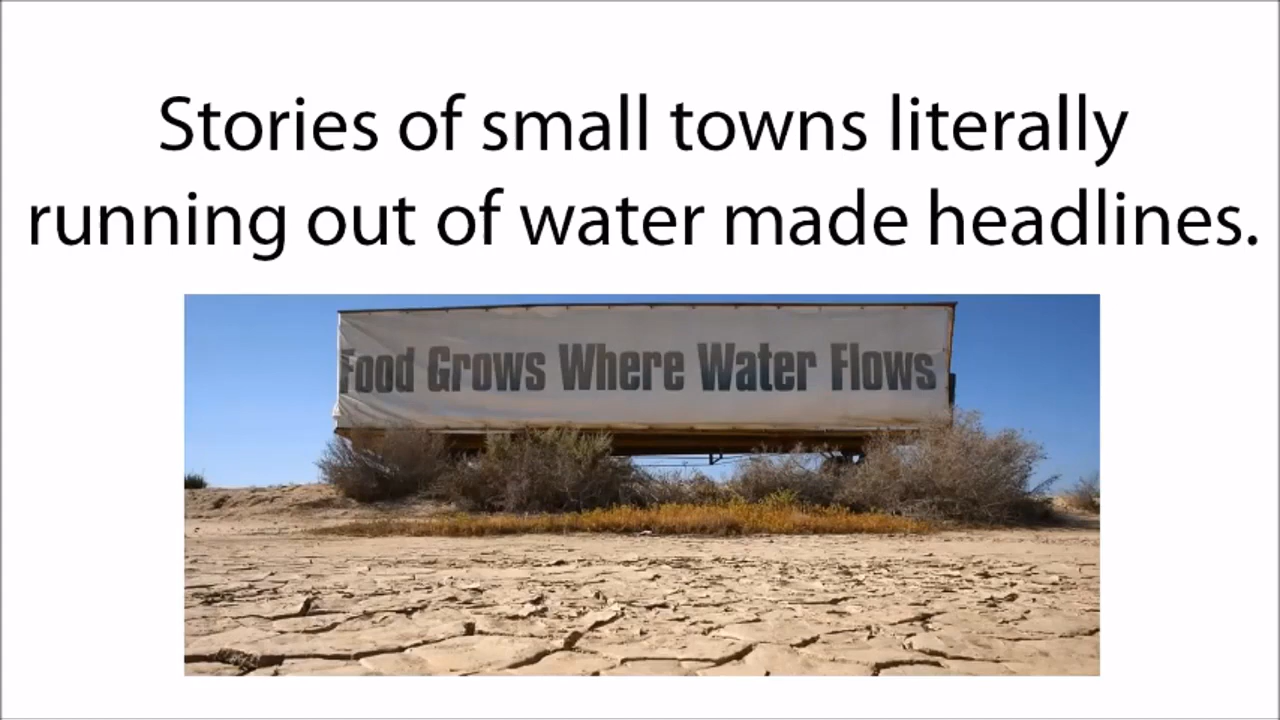 Stories of small towns literally
running out of water made headlines.
Food Grows Where Water Flows